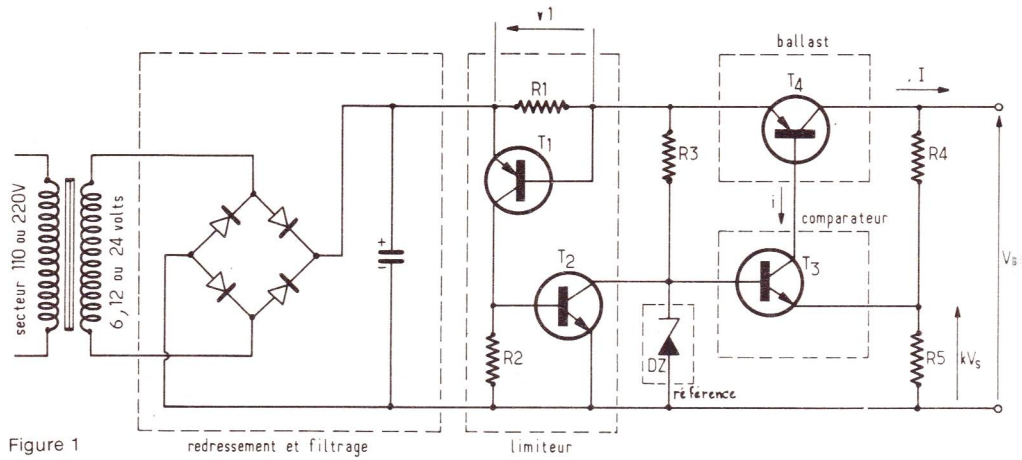 v1
ballast
R1
T4
I
T1
R3
R4
secteur 110 ou 220V
6, 12 ou 24 volts
+
-
i
comparateur
T2
T3
Vs
R2
DZ
référence
R5
kVs
Figure 1
redressement et filtrage
limiteur